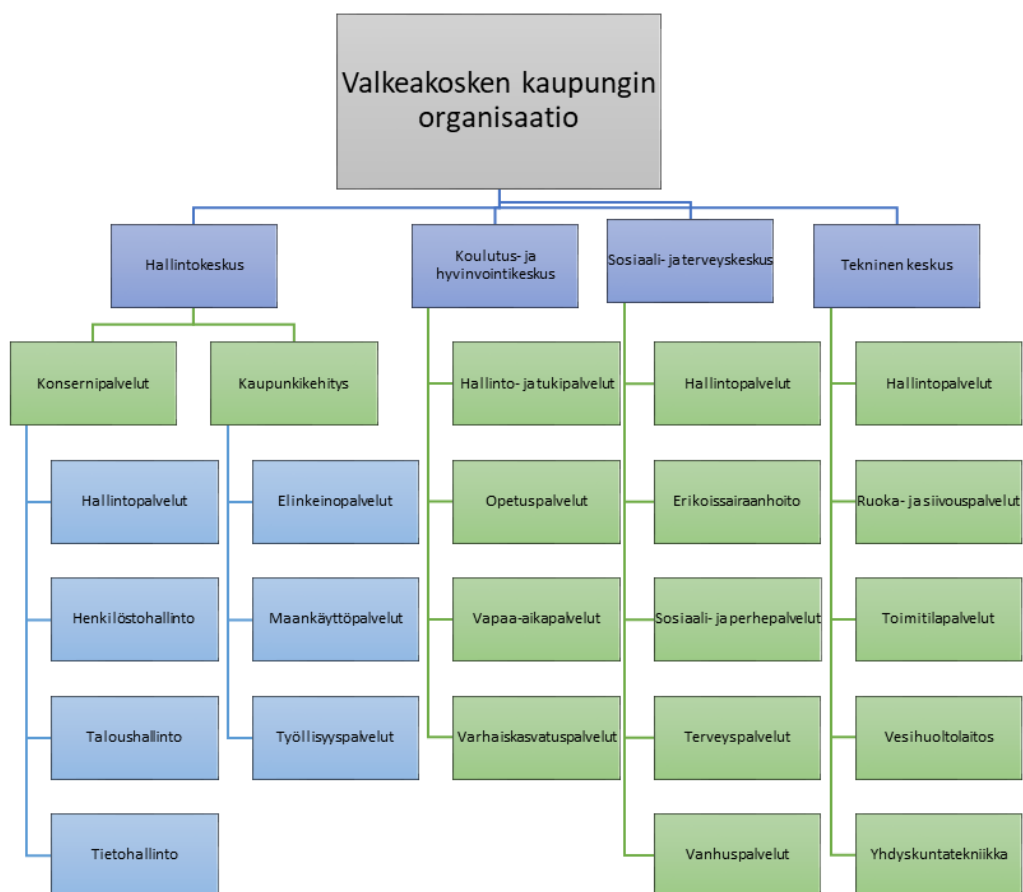 Valkeakosken kaupungin
organisaatio
Hallintokeskus
Koulutus- ja
hyvinvointikeskus
Sosiaali- ja terveyskeskus
Tekninen keskus
Konsernipalvelut
Kaupunkikehitys
Hallinto- ja tukipalvelut
Hallintopalvelut
Hallintopalvelut
Hallintopalvelut
Elinkeinopalvelut
Opetuspalvelut
Erikoissairaanhoito
Ruoka- ja siivouspalvelut
Henkilöstohallinto
Maankäyttöpalvelut
Vapaa-aikapalvelut
Sosiaali- ja perhepalvelut
Toimitilapalvelut
Taloushallinto
Työllisyyspalvelut
Varhaiskasvatuspalvelut
Terveyspalvelut
Vesihuoltolaitos
Tietohallinto
Vanhuspalvelut
Yhdyskuntatekniikka